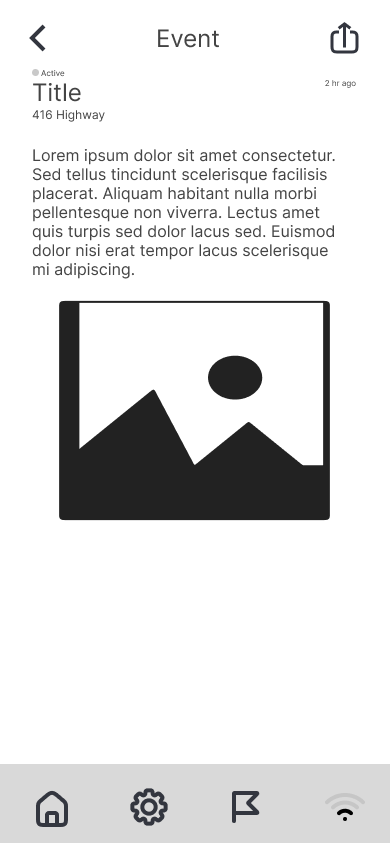 Event
Active
Title
2 hr ago
416 Highway
Lorem ipsum dolor sit amet consectetur.
Sed tellus tincidunt scelerisque facilisis
placerat. Aliquam habitant nulla morbi
pellentesque non viverra. Lectus amet
quis turpis sed dolor lacus sed. Euismod
dolor nisi erat tempor lacus scelerisque
mi adipiscing.